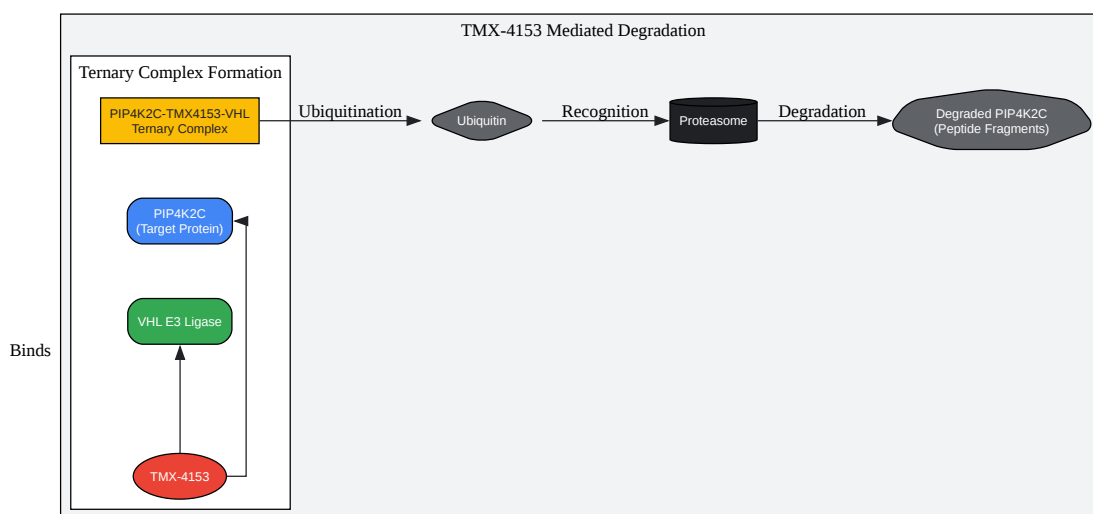 TMX-4153 Mediated Degradation
Ternary Complex Formation
PIP4K2C-TMX4153-VHL
Ternary Complex
Ubiquitination
Ubiquitin
Recognition
Proteasome
Degradation
Degraded PIP4K2C
(Peptide Fragments)
PIP4K2C
(Target Protein)
VHL E3 Ligase
Binds
TMX-4153